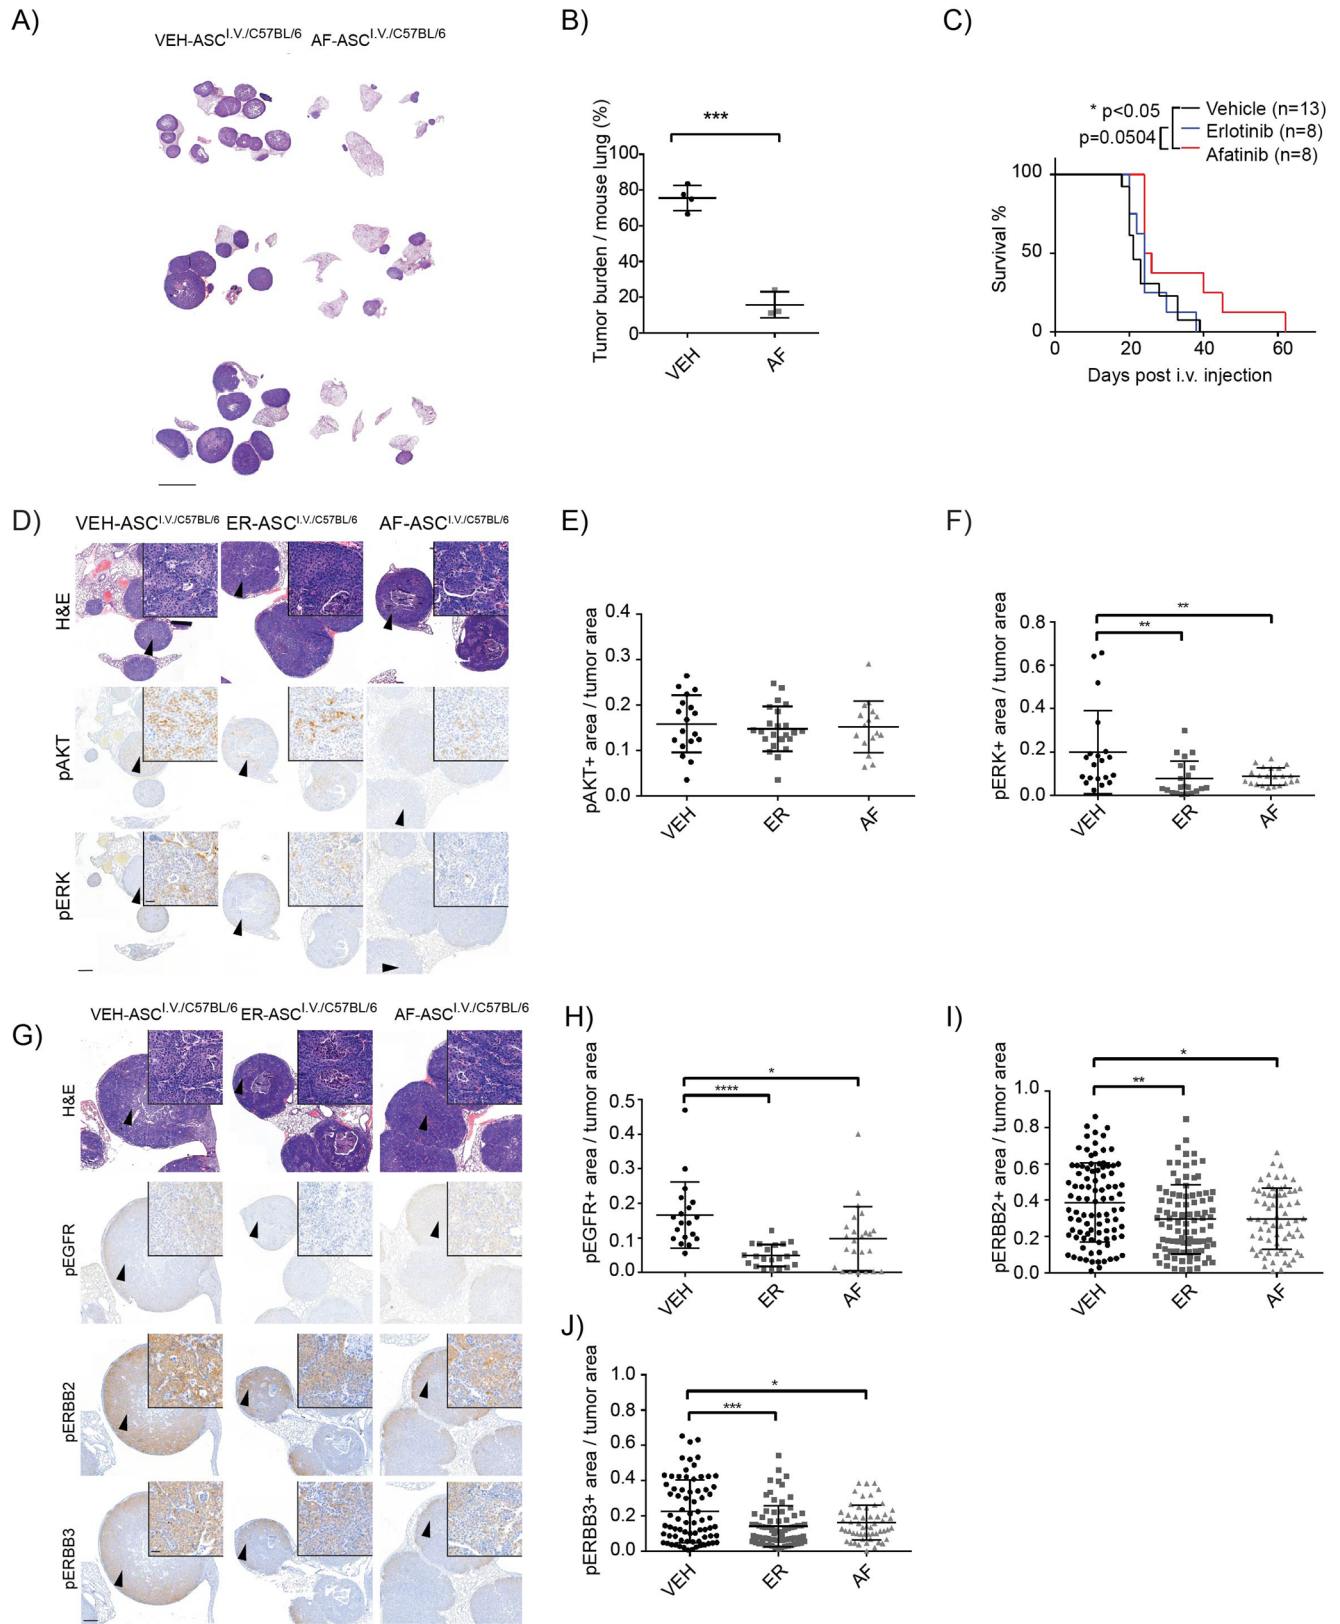 A)
VEH-ASC^I.V./C57BL/6 AF-ASC^I.V./C57BL/6
B)
Tumor burden / mouse lung (%)
***
100
80
60
40
20
0
VEH
AF
C)
* p<0.05
p=0.0504
Vehicle (n=13)
Erlotinib (n=8)
Afatinib (n=8)
Survival %
100
50
0
0 20 40 60
Days post i.v. injection
D)
VEH-ASC^I.V./C57BL/6 ER-ASC^I.V./C57BL/6 AF-ASC^I.V./C57BL/6
H&E
pAKT
pERK
E)
pAKT+ area / tumor area
0.4
0.3
0.2
0.1
0.0
VEH
ER
AF
F)
pERK+ area / tumor area
**
**
0.8
0.6
0.4
0.2
0.0
VEH
ER
AF
G)
VEH-ASC^I.V./C57BL/6 ER-ASC^I.V./C57BL/6 AF-ASC^I.V./C57BL/6
H&E
pEGFR
pERBB2
pERBB3
H)
pEGFR+ area / tumor area
*
****
0.5
0.4
0.3
0.2
0.1
0.0
VEH
ER
AF
I)
pERBB2+ area / tumor area
*
**
1.0
0.8
0.6
0.4
0.2
0.0
VEH
ER
AF
J)
pERBB3+ area / tumor area
*
***
1.0
0.8
0.6
0.4
0.2
0.0
VEH
ER
AF